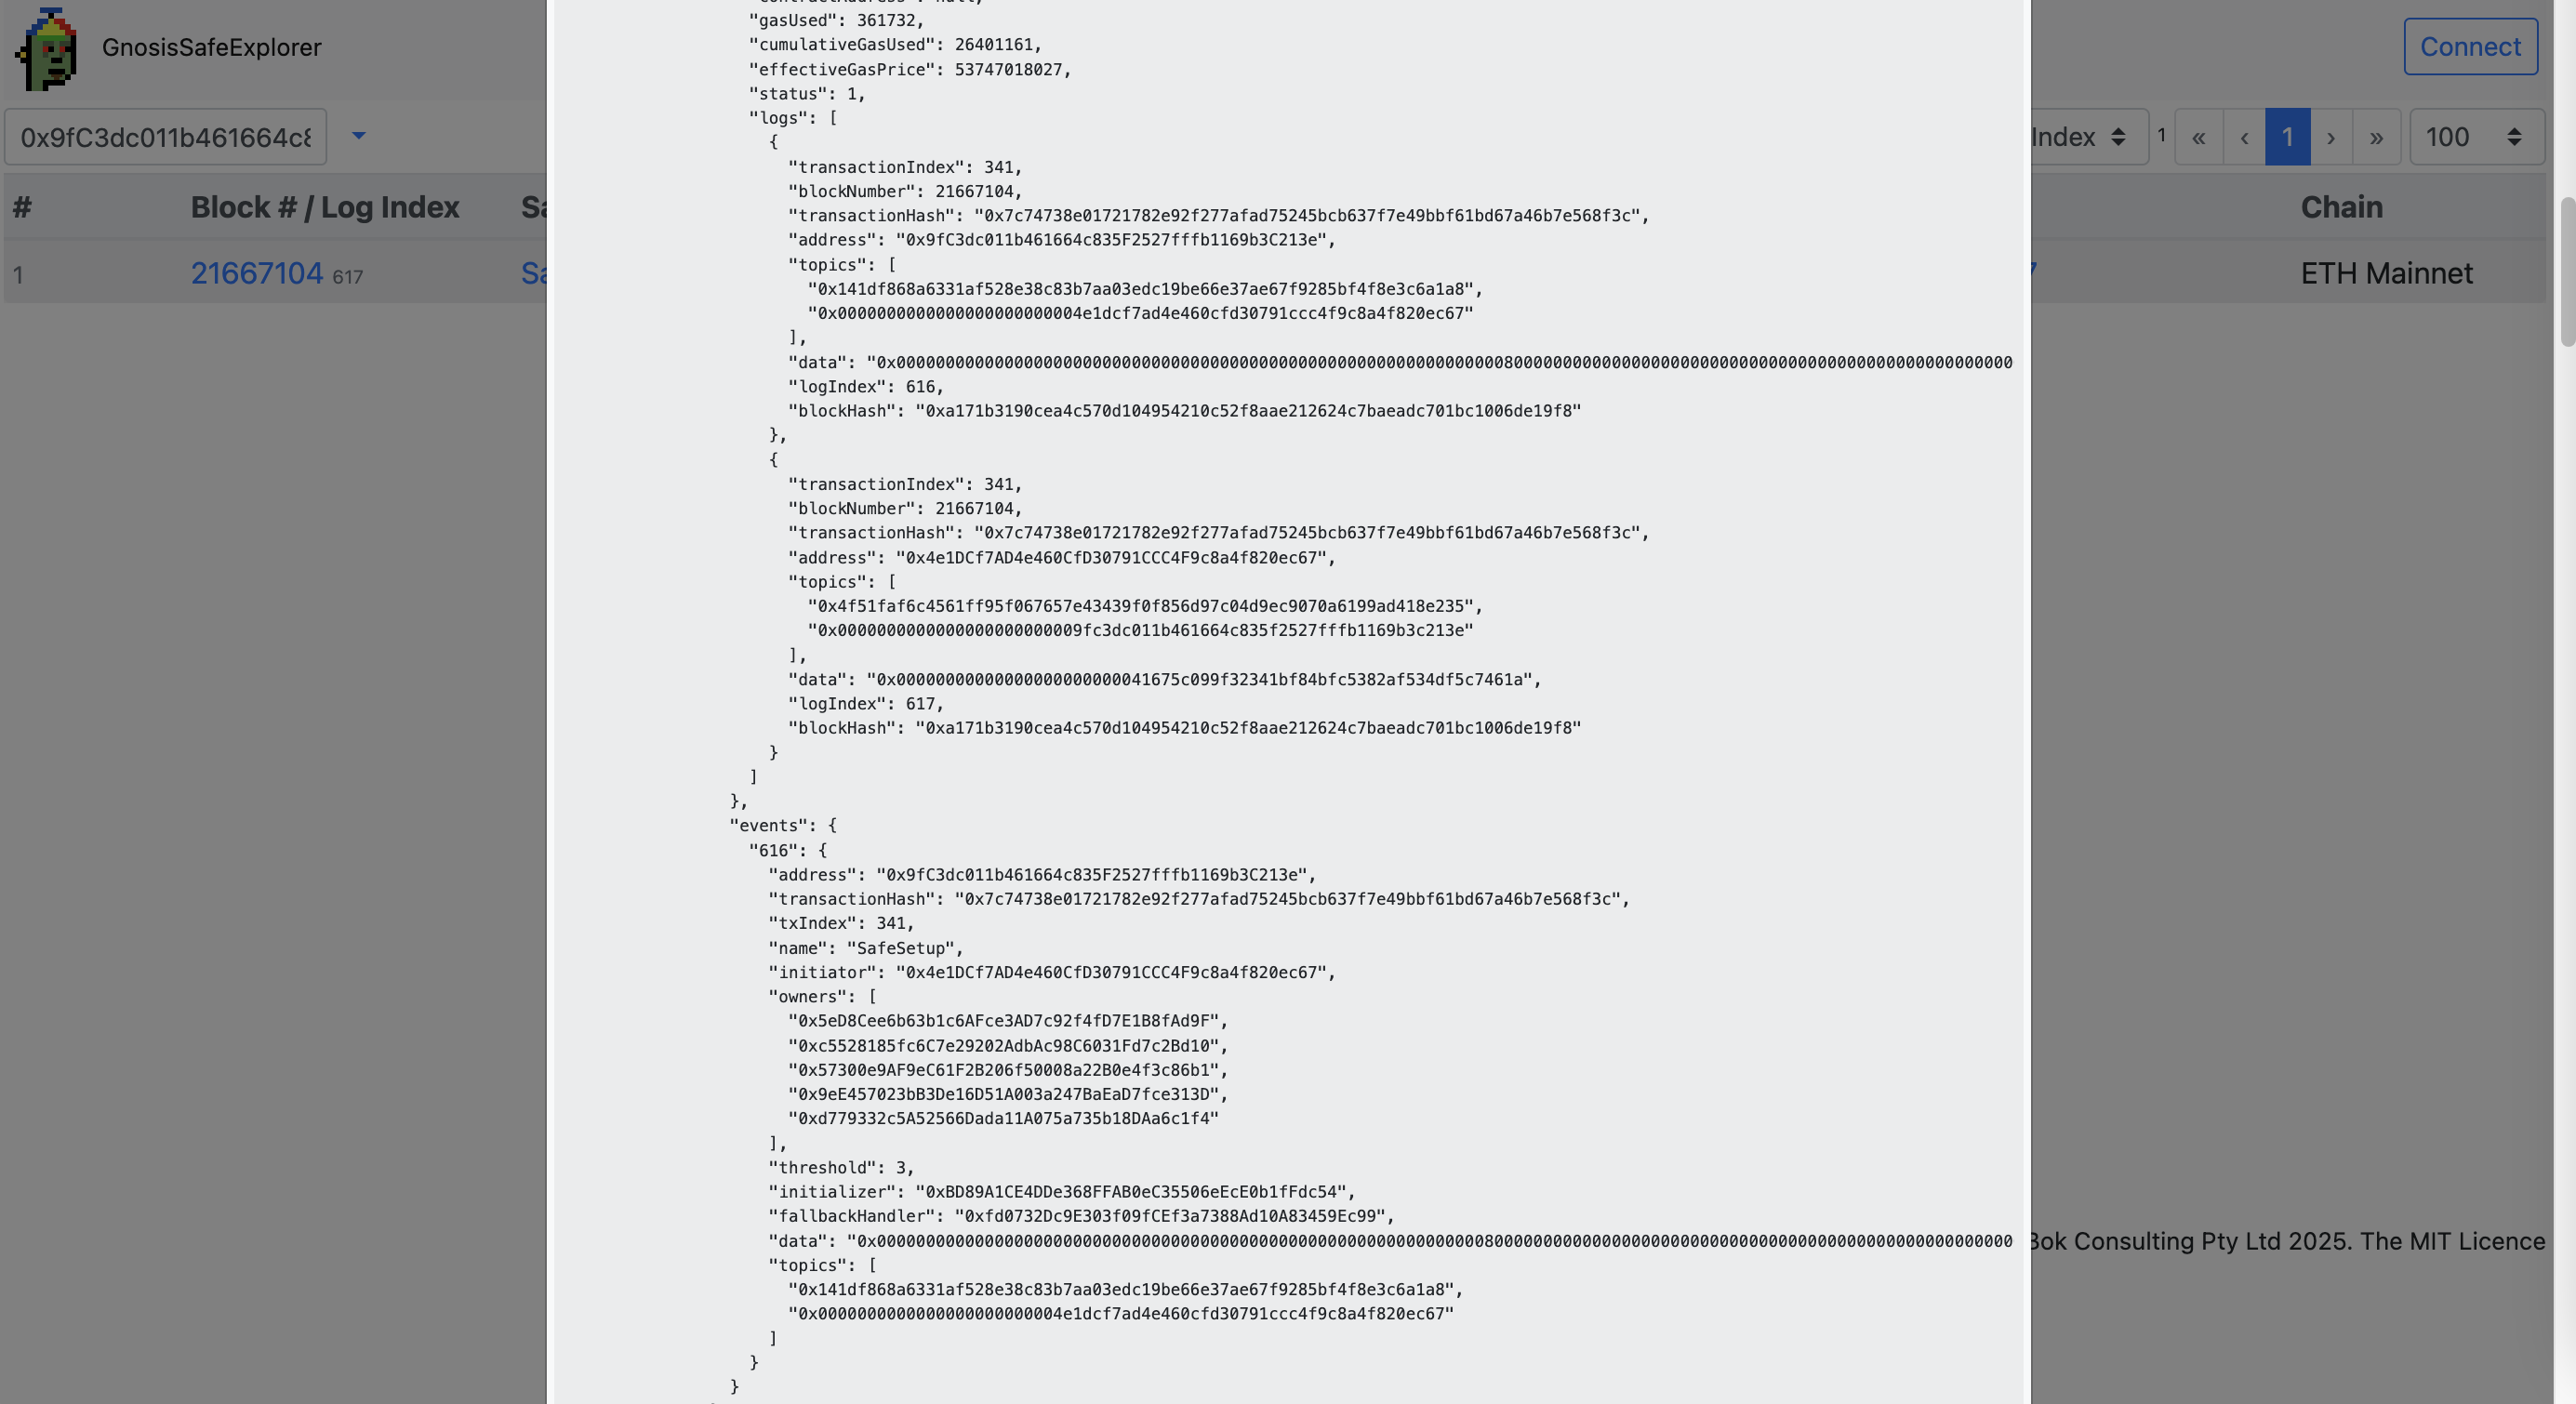 GnosisSafeExplorer
Connect
0x9fC3dc011b461664c8
Index
1
«
‹
1
›
»
100
#
Block # / Log Index
Sa
Chain
1
21667104 617
Sa
ETH Mainnet
"gasUsed": 361732,
"cumulativeGasUsed": 26401161,
"effectiveGasPrice": 53747018027,
"status": 1,
"logs": [
{
"transactionIndex": 341,
"blockNumber": 21667104,
"transactionHash": "0x7c74738e01721782e92f277afad75245bcb637f7e49bbf61bd67a46b7e568f3c",
"address": "0x9fC3dc011b461664c835F2527fffb1169b3C213e",
"topics": [
"0x141df868a6331af528e38c83b7aa03edc19be66e37ae67f9285bf4f8e3c6a1a8",
"0x0000000000000000000000004e1dcf7ad4e460cfd30791ccc4f9c8a4f820ec67"
],
"data":
"logIndex": 616,
"blockHash": "0xa171b3190cea4c570d104954210c52f8aae212624c7baeadc701bc1006de19f8"
},
{
"transactionIndex": 341,
"blockNumber": 21667104,
"transactionHash": "0x7c74738e01721782e92f277afad75245bcb637f7e49bbf61bd67a46b7e568f3c",
"address": "0x4e1DCf7AD4e460CfD30791CCC4F9c8a4f820ec67",
"topics": [
"0x4f51faf6c4561ff95f067657e43439f0f856d97c04d9ec9070a6199ad418e235",
"0x0000000000000000000000009fc3dc011b461664c835f2527fffb1169b3c213e"
],
"data": "0x00000000000000000000000041675c099f32341bf84bfc5382af534df5c7461a",
"logIndex": 617,
"blockHash": "0xa171b3190cea4c570d104954210c52f8aae212624c7baeadc701bc1006de19f8"
}
]
},
"events": {
"616": {
"address": "0x9fC3dc011b461664c835F2527fffb1169b3C213e",
"transactionHash": "0x7c74738e01721782e92f277afad75245bcb637f7e49bbf61bd67a46b7e568f3c",
"txIndex": 341,
"name": "SafeSetup",
"initiator": "0x4e1DCf7AD4e460CfD30791CCC4F9c8a4f820ec67",
"owners": [
"0x5eD8Cee6b63b1c6AFce3AD7c92f4fD7E1B8fAd9F",
"0xc5528185fc6C7e29202AdbAc98C6031Fd7c2Bd10",
"0x57300e9AF9eC61F2B206f50008a22B0e4f3c86b1",
"0x9eE457023bB3De16D51A003a247BaEaD7fce313D",
"0xd779332c5A52566Dada11A075a735b18DAa6c1f4"
],
"threshold": 3,
"initializer": "0xBD89A1CE4DDe368FFAB0eC35506eEcE0b1fFdc54",
"fallbackHandler": "0xfd0732Dc9E303f09fCEf3a7388Ad10A83459Ec99",
"data":
"topics": [
"0x141df868a6331af528e38c83b7aa03edc19be66e37ae67f9285bf4f8e3c6a1a8",
"0x0000000000000000000000004e1dcf7ad4e460cfd30791ccc4f9c8a4f820ec67"
]
}
}
Bok Consulting Pty Ltd 2025. The MIT Licence